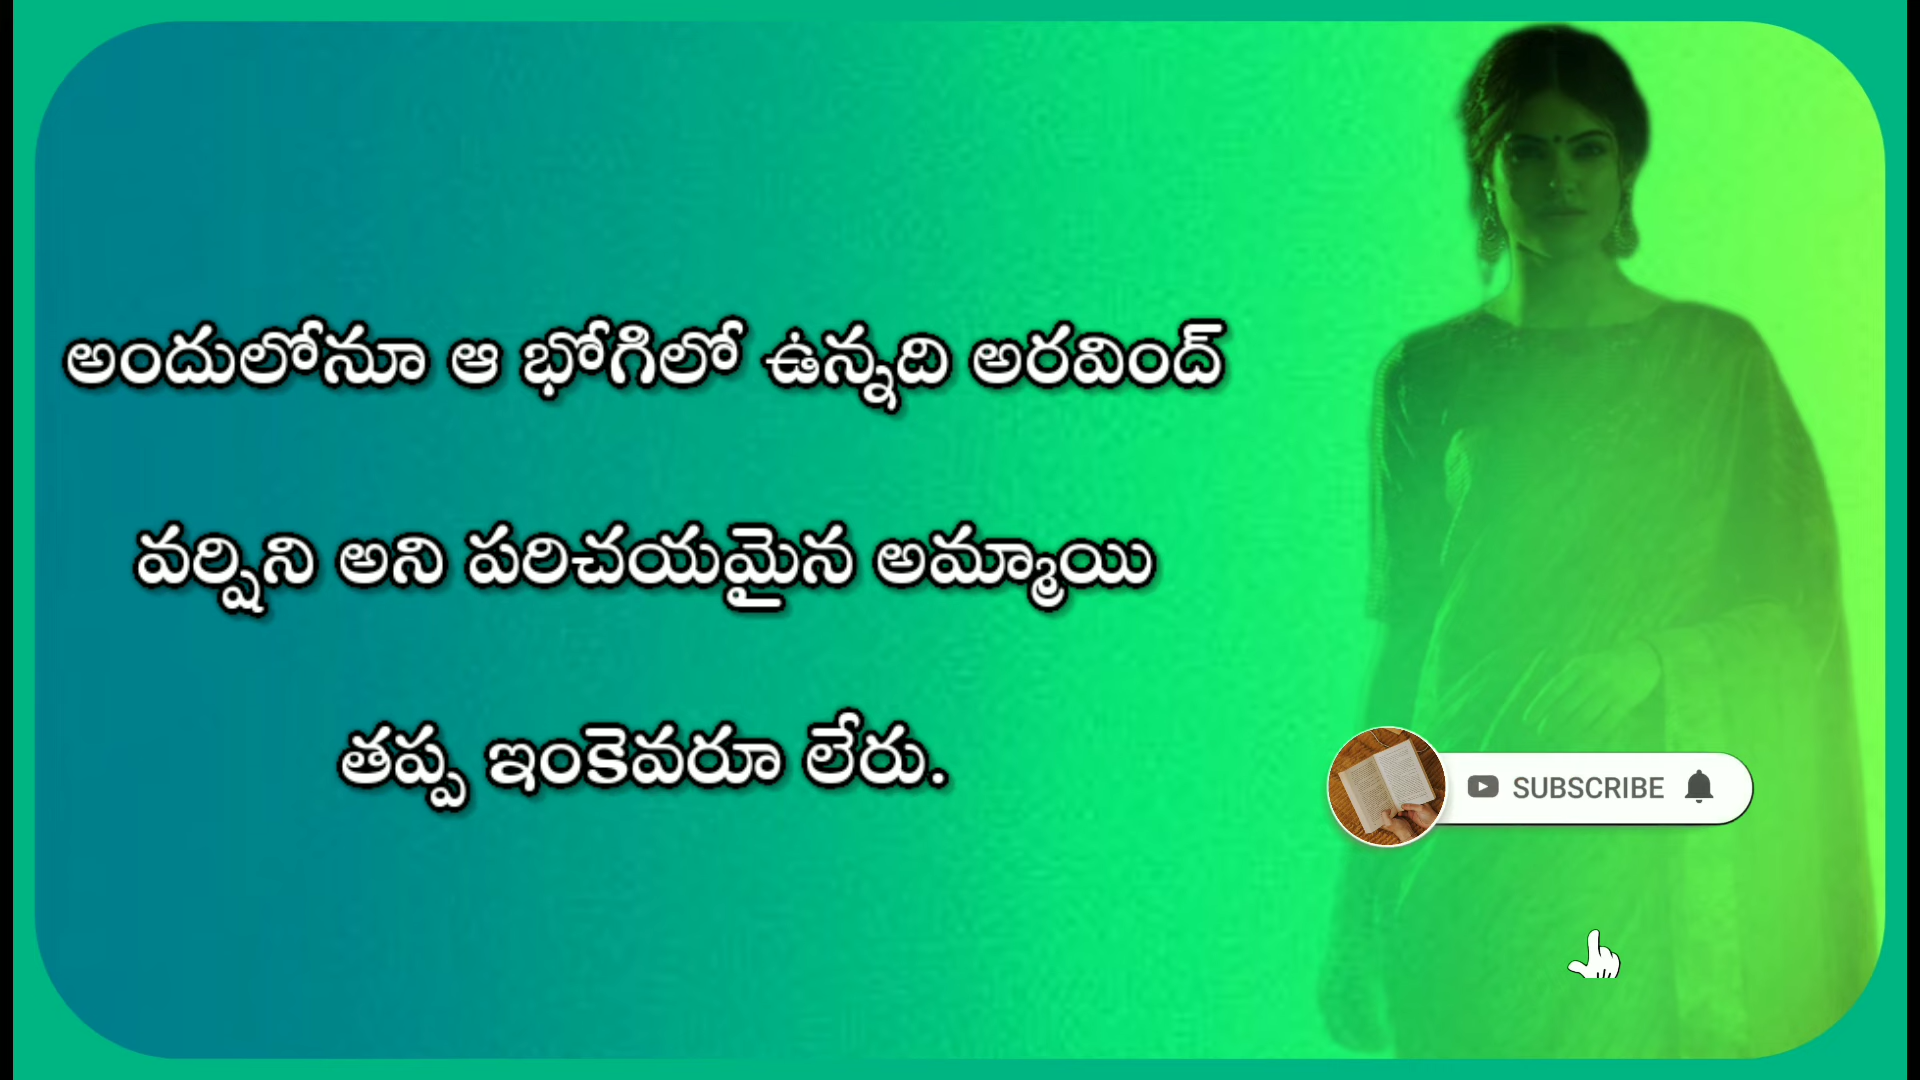 అందులోనూ ఆ భోగిలో ఉన్నది అరవింద్
వర్షిని అని పరిచయమైన అమ్మాయి
తప్ప ఇంకెవరూ లేరు.
SUBSCRIBE